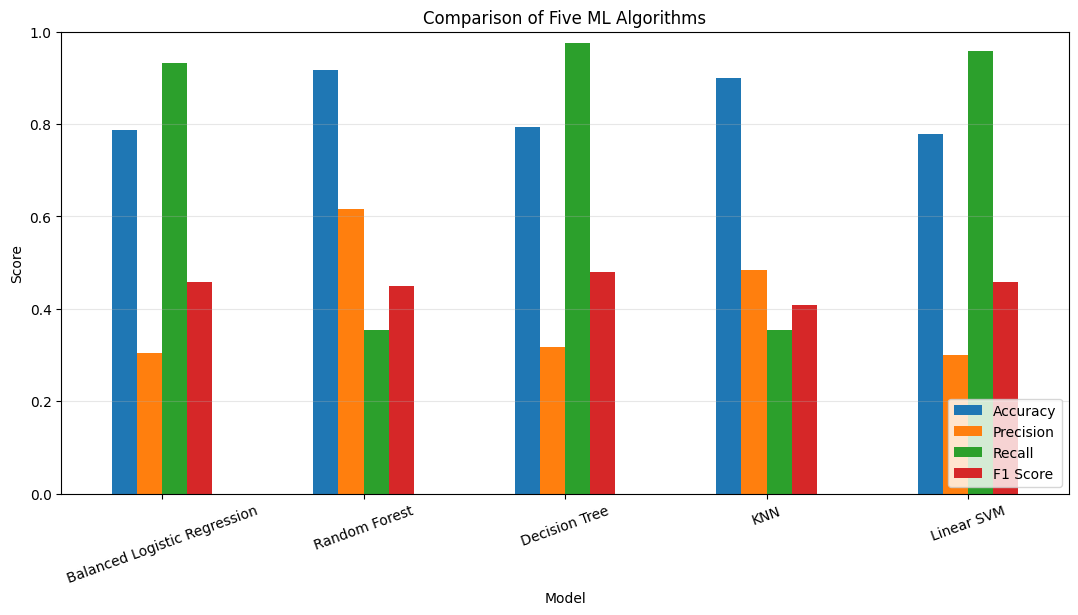 Comparison of Five ML Algorithms
1.0
0.8
0.6
0.4
0.2
0.0
Score
Accuracy
Precision
Recall
F1 Score
Balanced Logistic Regression
Random Forest
Decision Tree
KNN
Linear SVM
Model